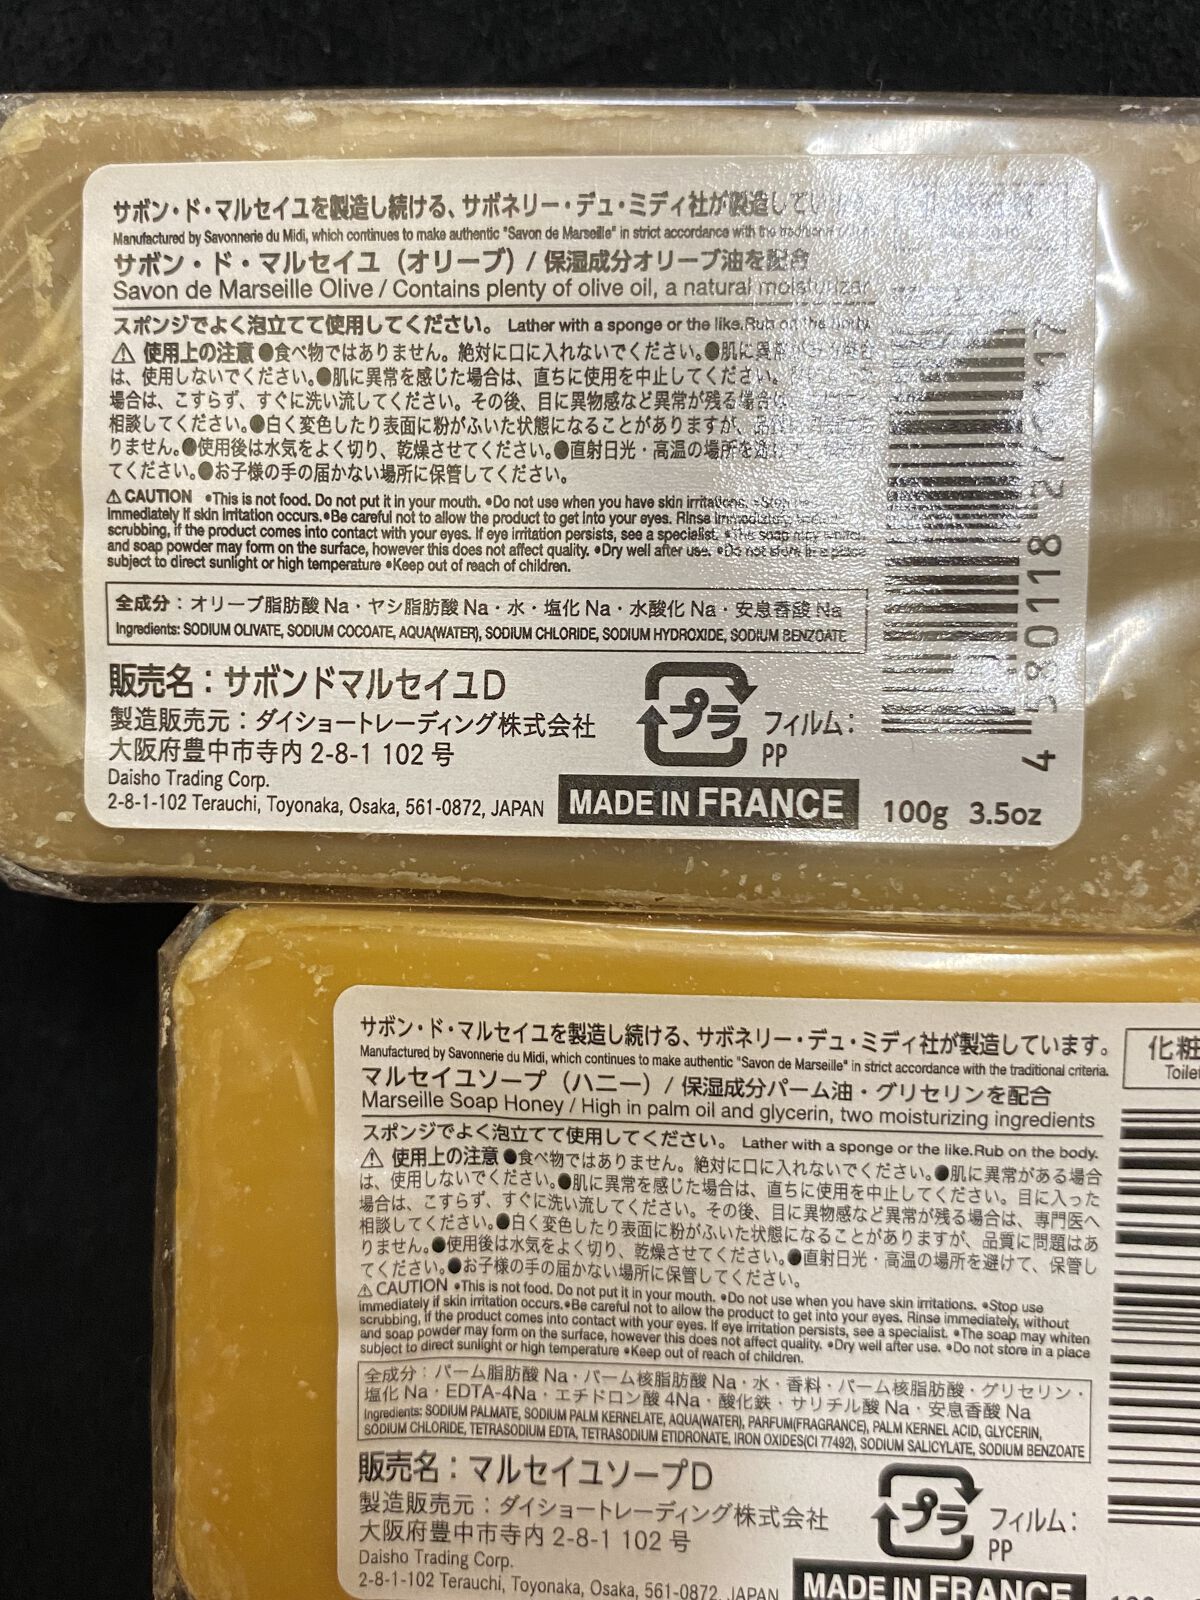 サボン・ド・マルセイユを製造し続ける、サボネリー・デュ・ミディ社が製造してい
Manufactured by Savonnerie du Midi, which continues to make authentic "Savon de Marseille" in strict accordance with the
サボン・ド・マルセイユ（オリーブ）/ 保湿成分オリーブ油を配合
Savon de Marseille Olive / Contains plenty of olive oil, a natural moisturizar
スポンジでよく泡立てて使用してください。 Lather with a sponge or the like.Rub on the body.
⚠ 使用上の注意 ●食べ物ではありません。絶対に口に入れないでください。●肌に異常
は、使用しないでください。●肌に異常を感じた場合は、直ちに使用を中止してください。
場合は、こすらず、すぐに洗い流してください。その後、目に異物感など異常が残る場合は、
相談してください。●白く変色したり表面に粉がふいた状態になることがありますが、品質
りません。●使用後は水気をよく切り、乾燥させてください。●直射日光・高温の場所を避け
てください。●お子様の手の届かない場所に保管してください。
⚠ CAUTION ●This is not food. Do not put it in your mouth. ●Do not use when you have skin irritations. ●Stop
immediately if skin irritation occurs.●Be careful not to allow the product to get into your eyes. Rinse immediately,
scrubbing, if the product comes into contact with your eyes. If eye irritation persists, see a specialist. ●The soap may whiten
and soap powder may form on the surface, however this does not affect quality. ●Dry well after use. ●Do not store in a place
subject to direct sunlight or high temperature ●Keep out of reach of children.
全成分：オリーブ脂肪酸 Na・ヤシ脂肪酸 Na・水・塩化 Na・水酸化 Na・安息香酸 Na
Ingredients: SODIUM OLIVATE, SODIUM COCOATE, AQUA(WATER), SODIUM CHLORIDE, SODIUM HYDROXIDE, SODIUM BENZOATE
販売名：サボンドマルセイユD
製造販売元：ダイショートレーディング株式会社
大阪府豊中市寺内 2-8-1 102 号
Daisho Trading Corp.
2-8-1-102 Terauchi, Toyonaka, Osaka, 561-0872, JAPAN
プラ フィルム：
PP
MADE IN FRANCE
100g 3.5oz
サボン・ド・マルセイユを製造し続ける、サボネリー・デュ・ミディ社が製造しています。
Manufactured by Savonnerie du Midi, which continues to make authentic "Savon de Marseille" in strict accordance with the traditional criteria.
マルセイユソープ（ハニー）/ 保湿成分パーム油・グリセリンを配合
Marseille Soap Honey / High in palm oil and glycerin, two moisturizing ingredients
化粧
Toilet
スポンジでよく泡立てて使用してください。 Lather with a sponge or the like.Rub on the body.
⚠ 使用上の注意 ●食べ物ではありません。絶対に口に入れないでください。●肌に異常がある場合
は、使用しないでください。●肌に異常を感じた場合は、直ちに使用を中止してください。目に入った
場合は、こすらず、すぐに洗い流してください。その後、目に異物感など異常が残る場合は、専門医へ
相談してください。●白く変色したり表面に粉がふいた状態になることがありますが、品質に問題はあ
りません。●使用後は水気をよく切り、乾燥させてください。●直射日光・高温の場所を避けて、保管し
てください。●お子様の手の届かない場所に保管してください。
⚠ CAUTION ●This is not food. Do not put it in your mouth. ●Do not use when you have skin irritations. ●Stop use
immediately if skin irritation occurs.●Be careful not to allow the product to get into your eyes. Rinse immediately, without
scrubbing, if the product comes into contact with your eyes. If eye irritation persists, see a specialist. ●The soap may whiten
and soap powder may form on the surface, however this does not affect quality. ●Dry well after use. ●Do not store in a place
subject to direct sunlight or high temperature ●Keep out of reach of children.
全成分：パーム脂肪酸 Na・パーム核脂肪酸 Na・水・香料・パーム核脂肪酸・グリセリン・
塩化 Na・EDTA-4Na・エチドロン酸 4Na・酸化鉄・サリチル酸 Na・安息香酸 Na
Ingredients: SODIUM PALMATE, SODIUM PALM KERNELATE, AQUA(WATER), PARFUM(FRAGRANCE), PALM KERNEL ACID, GLYCERIN,
SODIUM CHLORIDE, TETRASODIUM EDTA, TETRASODIUM ETIDRONATE, IRON OXIDES(CI 77492), SODIUM SALICYLATE, SODIUM BENZOATE
販売名：マルセイユソープD
製造販売元：ダイショートレーディング株式会社
大阪府豊中市寺内 2-8-1 102 号
Daisho Trading Corp.
2-8-1-102 Terauchi, Toyonaka, Osaka, 561-0872, JAPAN
プラ フィルム：
PP
MADE IN FRANCE